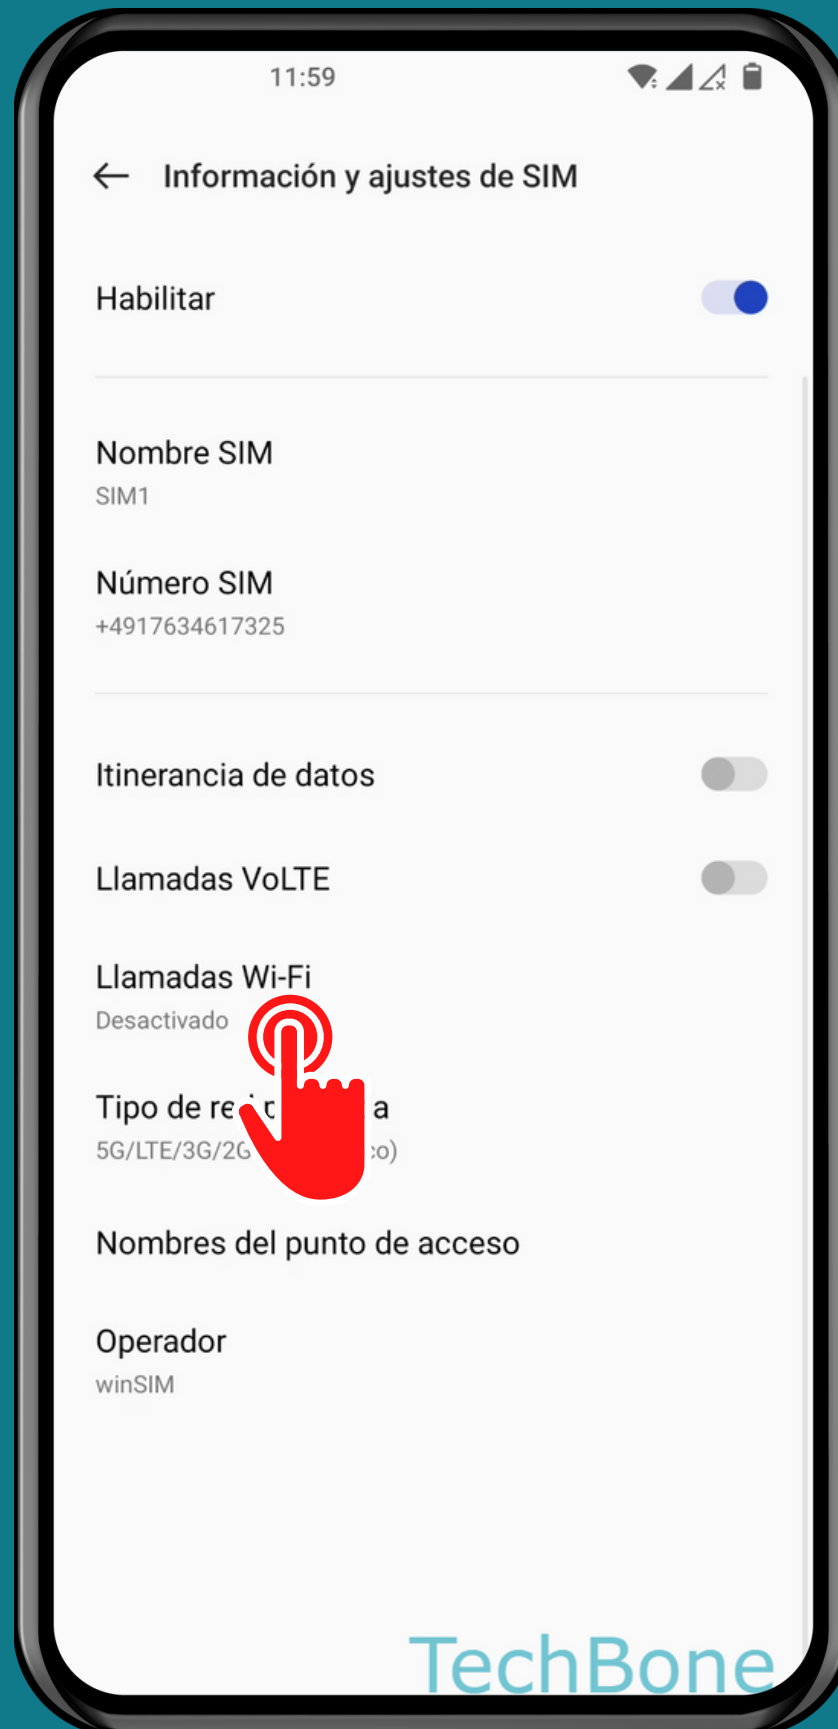 11:59
Información y ajustes de SIM
Habilitar
Nombre SIM
SIM1
Número SIM
+4917634617325
Itinerancia de datos
Llamadas VoLTE
Llamadas Wi-Fi
Desactivado
Tipo de red
5G/LTE/3G/2G
Nombres del punto de acceso
Operador
winSIM
TechBone